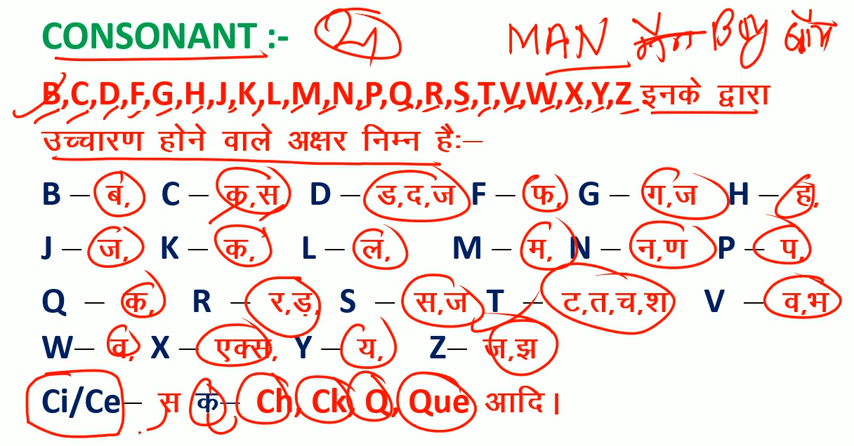 CONSONANT :- 21 MAN मैन Boy बॉय
B,C,D,F,G,H,J,K,L,M,N,P,Q,R,S,T,V,W,X,Y,Z इनके द्वारा
उच्चारण होने वाले अक्षर निम्न है:–
B – ब, C – क,स D – ड,द,ज F – फ, G – ग,ज H – ह,
J – ज, K – क, L – ल, M – म, N – न,ण P – प,
Q – क, R – र,ड़ S – स,ज T – ट,त,च,श V – व,भ
W– व, X – एक्स, Y – य, Z– ज,झ
Ci/Ce– स क– Ch, Ck, Q, Que आदि।